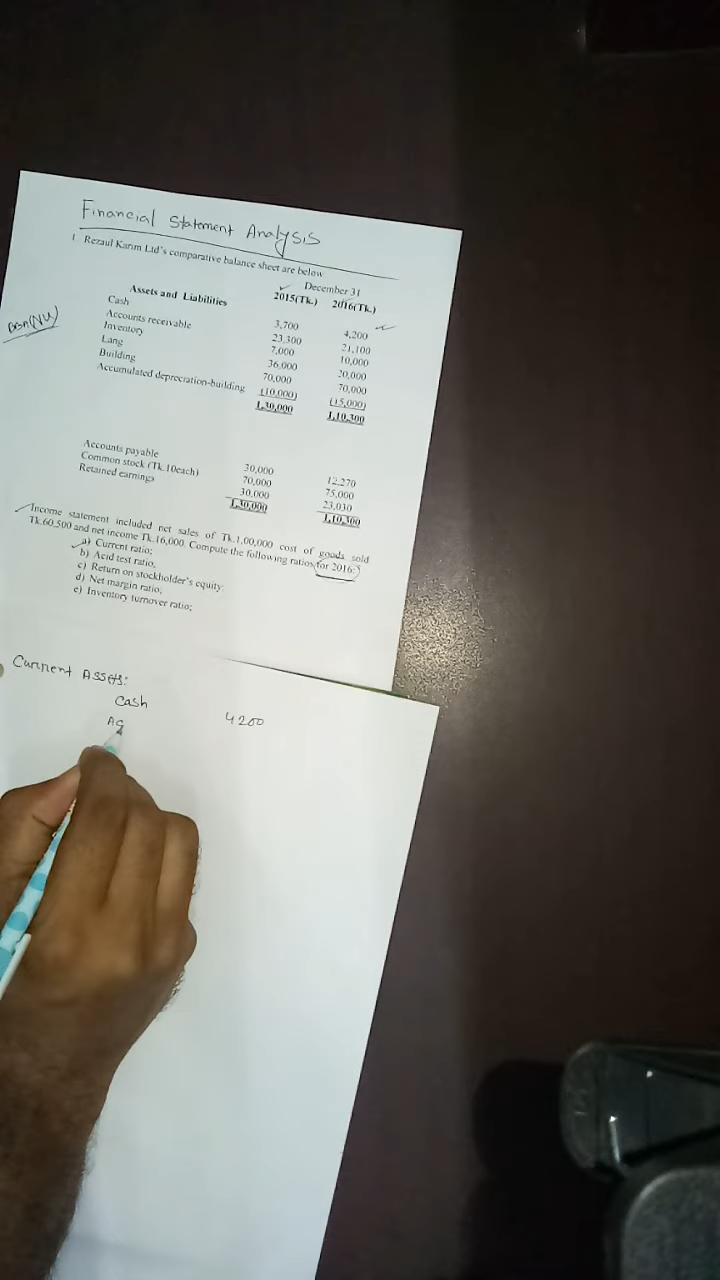 Financial Statement Analysis
1. Rezaul Karim Ltd's comparative balance sheet are below
December 31
Assets and Liabilities 2015(Tk.) 2016(Tk.)
Cash 3,700 4,200
Accounts receivable 23,300 21,100
Inventory 7,000 10,000
Lang 36,000 20,000
Building 70,000 70,000
Accumulated depreciation-building (10,000) (15,000)
1,30,000 1,10,300
BBA(NU)
Accounts payable 30,000 12,270
Common stock (Tk.10each) 70,000 75,000
Retained earnings 30,000 23,030
1,30,000 1,10,300
Income statement included net sales of Tk.1,00,000 cost of goods sold
Tk.60,500 and net income Tk.16,000. Compute the following ratios for 2016:
a) Current ratio;
b) Acid test ratio,
c) Return on stockholder's equity.
d) Net margin ratio;
e) Inventory turnover ratio;
Current Assets:
Cash 4200